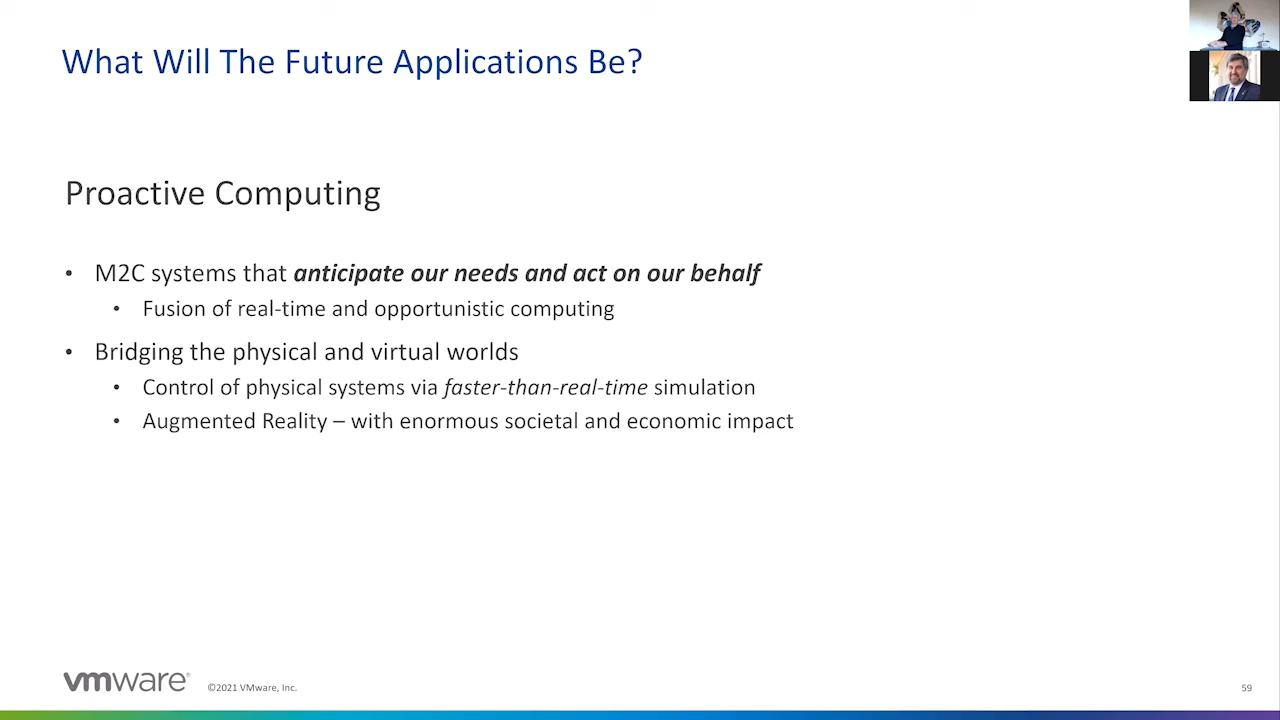 What Will The Future Applications Be?
Proactive Computing
• M2C systems that anticipate our needs and act on our behalf
• Fusion of real-time and opportunistic computing
• Bridging the physical and virtual worlds
• Control of physical systems via faster-than-real-time simulation
• Augmented Reality – with enormous societal and economic impact
vmware®
©2021 VMware, Inc.
59